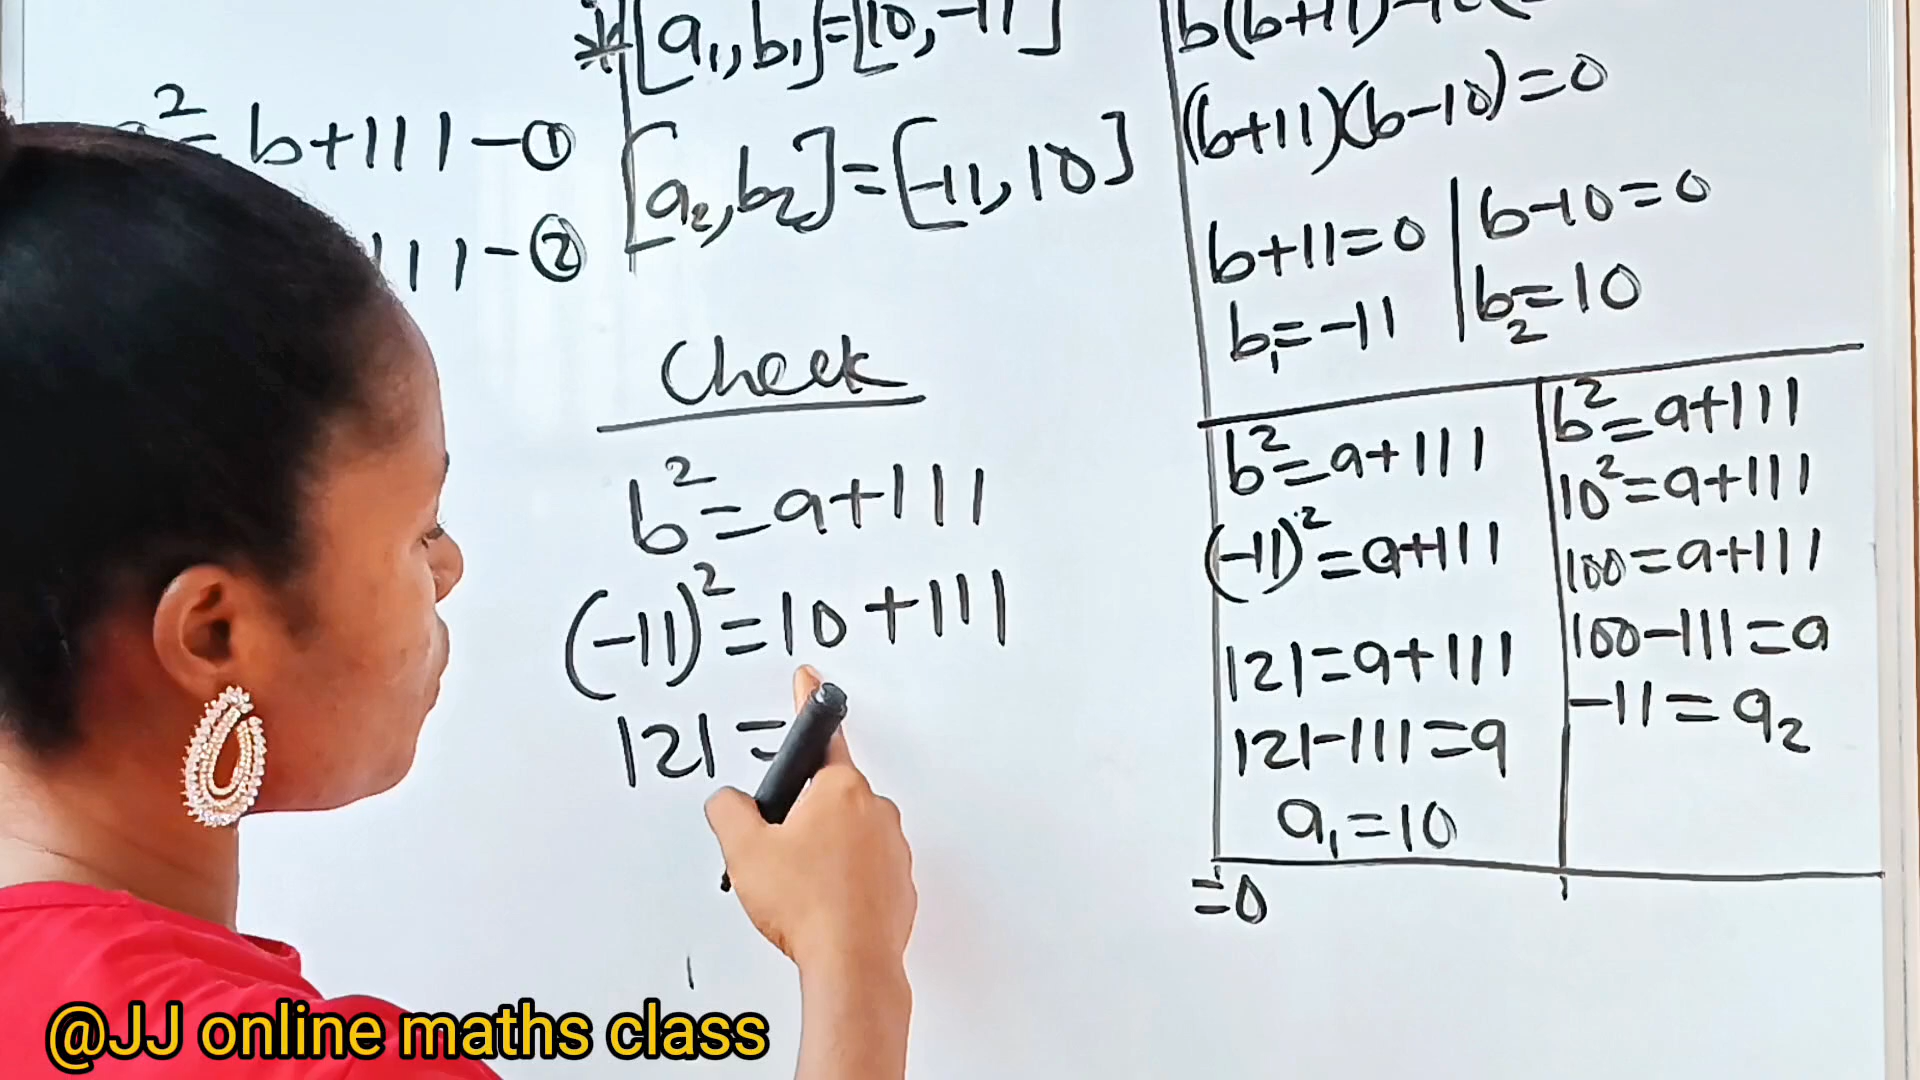 [a₁,b₁]=[10,-11]
[a₂,b₂]=[-11,10]
²= b+111-①
111-②
Check
b²=a+111
(-11)²=10+111
121=
(b+11)(b-10)=0
b+11=0 | b-10=0
b₁=-11 | b₂=10
b²=a+111
(-11)²=a+111
121=a+111
121-111=a
a₁=10
=0
b²=a+111
10²=a+111
100=a+111
100-111=a
-11=a₂
@JJ online maths class